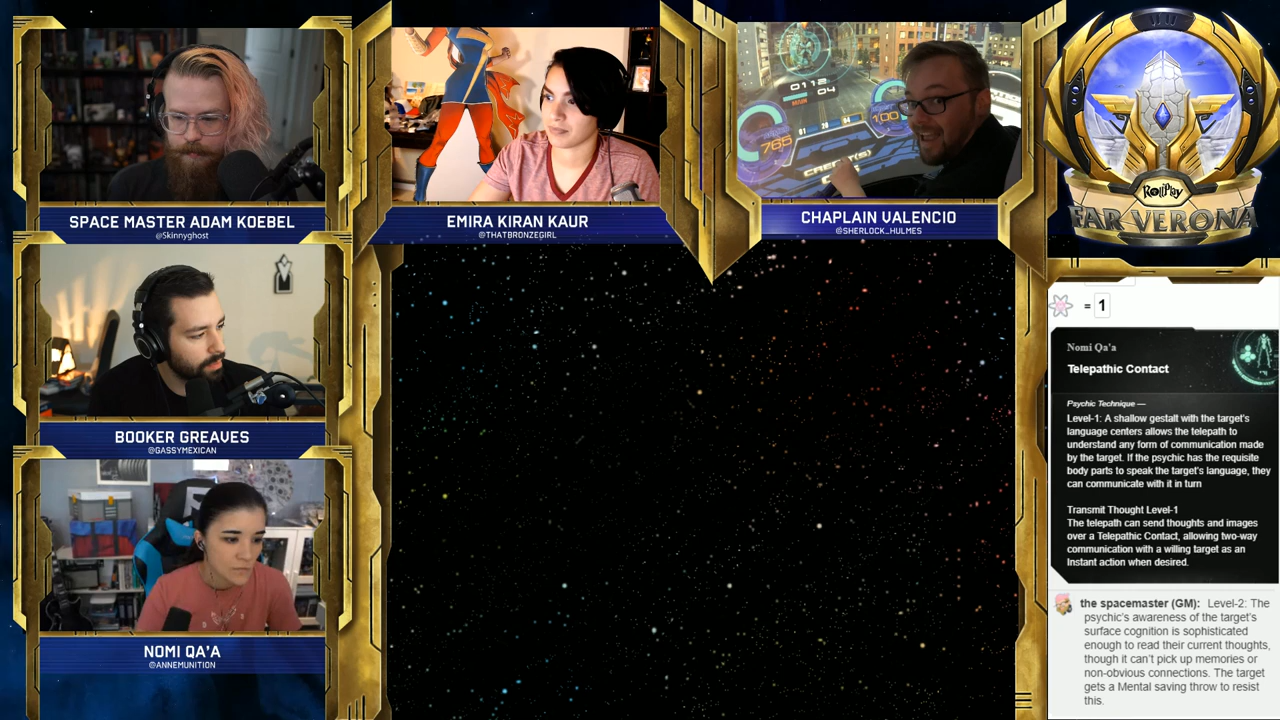 SPACE MASTER ADAM KOEBEL
@Skinnyghost
EMIRA KIRAN KAUR
@THATBRONZEGIRL
0112
MAIN
04
765
100
CHAPLAIN VALENCIO
@SHERLOCK_HULMES
RollPlay
FAR VERONA
BOOKER GREAVES
@GASSYMEXICAN
NOMI QA'A
@ANNEMUNITION
= 1
Nomi Qa'a
Telepathic Contact
Psychic Technique —
Level-1: A shallow gestalt with the target's
language centers allows the telepath to
understand any form of communication made
by the target. If the psychic has the requisite
body parts to speak the target's language, they
can communicate with it in turn
Transmit Thought Level-1
The telepath can send thoughts and images
over a Telepathic Contact, allowing two-way
communication with a willing target as an
Instant action when desired.
the spacemaster (GM): Level-2: The
psychic's awareness of the target's
surface cognition is sophisticated
enough to read their current thoughts,
though it can't pick up memories or
non-obvious connections. The target
gets a Mental saving throw to resist
this.